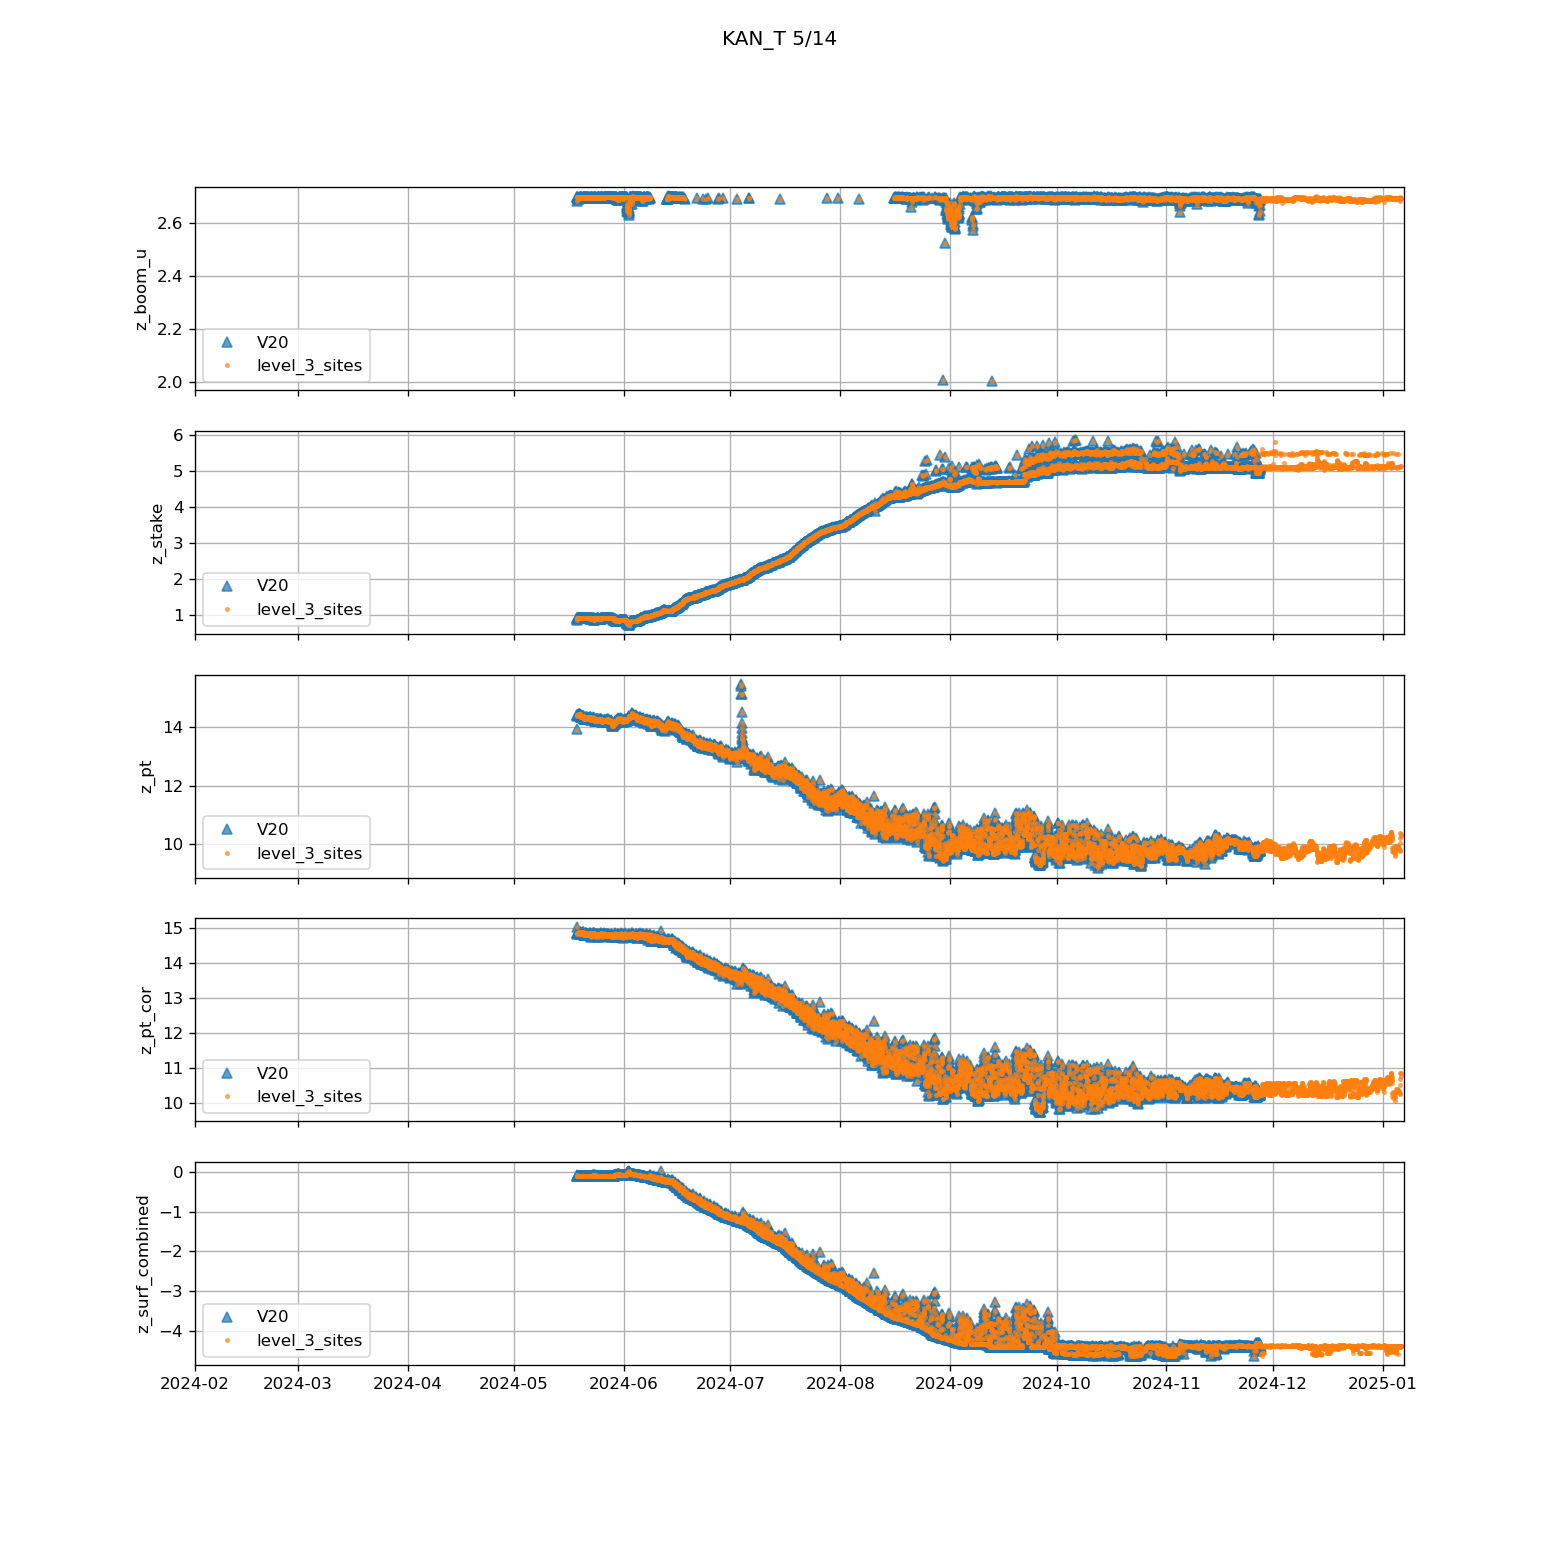 KAN_T 5/14
z_boom_u
2.6
2.4
2.2
2.0
V20
level_3_sites
z_stake
6
5
4
3
2
1
V20
level_3_sites
z_pt
14
12
10
V20
level_3_sites
z_pt_cor
15
14
13
12
11
10
V20
level_3_sites
z_surf_combined
0
−1
−2
−3
−4
V20
level_3_sites
2024-02 2024-03 2024-04 2024-05 2024-06 2024-07 2024-08 2024-09 2024-10 2024-11 2024-12 2025-01